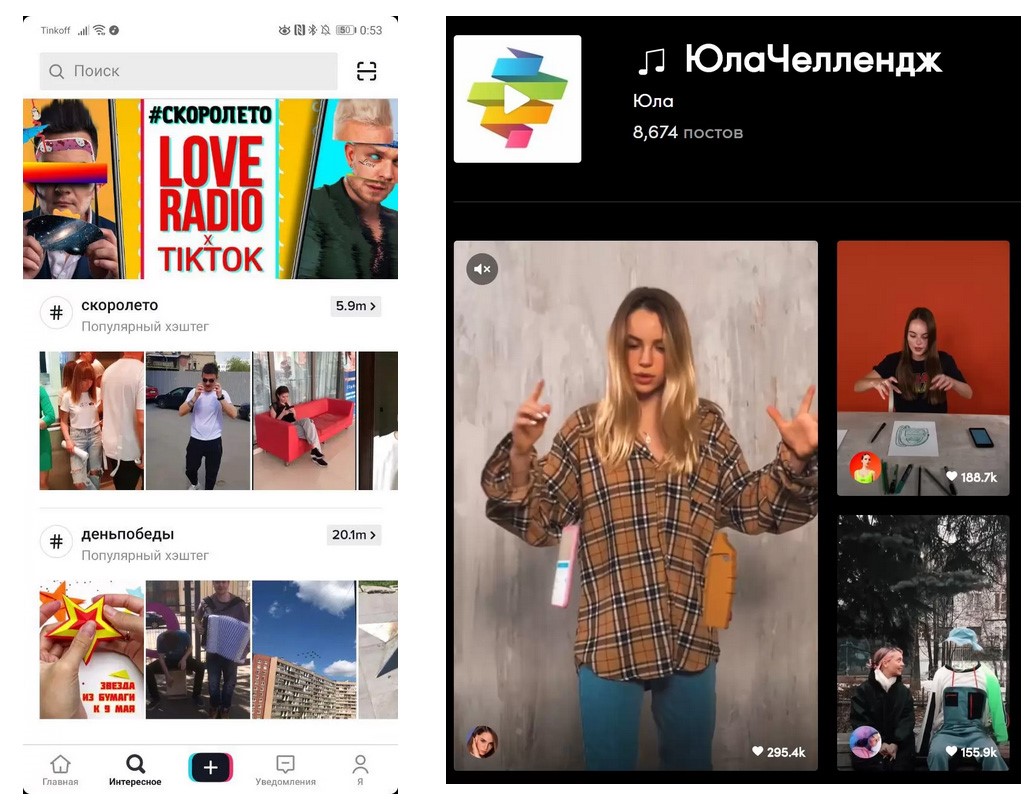 Tinkoff
50
0:53
Поиск
#СКОРОЛЕТО
LOVE
RADIO
X
TIKTOK
# скоролето
5.9m >
Популярный хэштег
# деньпобеды
20.1m >
Популярный хэштег
ЗВЕЗДА
ИЗ БУМАГИ
К 9 МАЯ
Главная
Интересное
Уведомления
Я
ЮлаЧеллендж
Юла
8,674 постов
295.4k
188.7k
155.9k